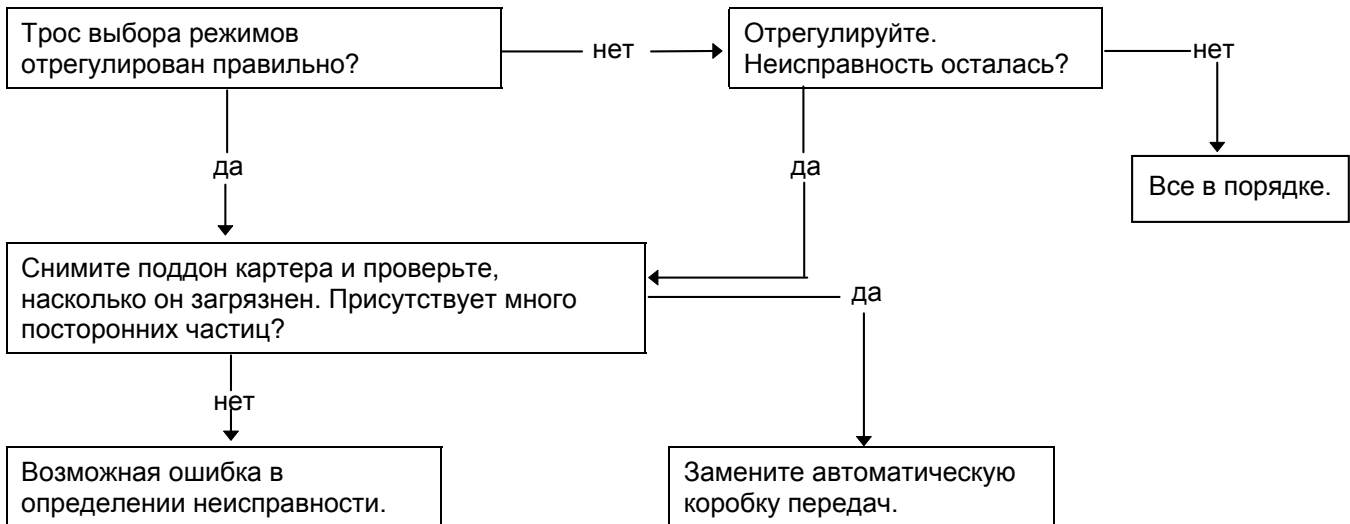 Трос выбора режимов
отрегулирован правильно?
нет
Отрегулируйте.
Неисправность осталась?
нет
да
да
Все в порядке.
Снимите поддон картера и проверьте,
насколько он загрязнен. Присутствует много
посторонних частиц?
да
нет
Возможная ошибка в
определении неисправности.
Замените автоматическую
коробку передач.